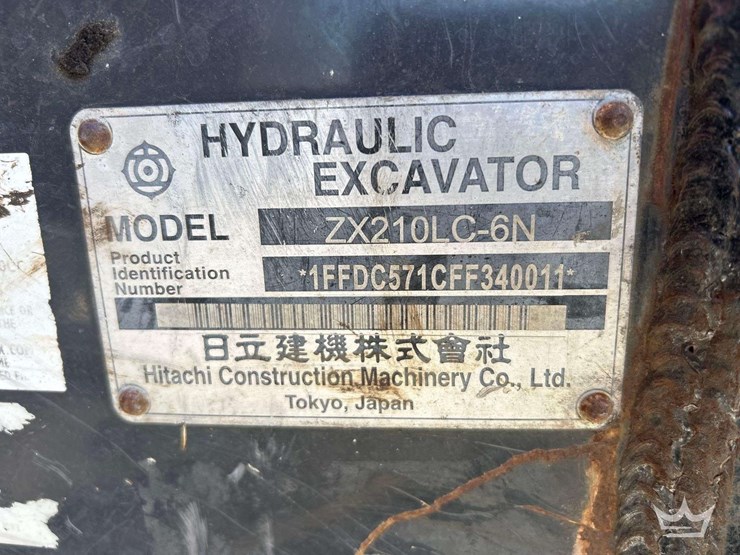 HYDRAULIC
EXCAVATOR
MODEL ZX210LC-6N
Product
Identification
Number *1FFDC571CFF340011*
日立建機株式會社
Hitachi Construction Machinery Co., Ltd.
Tokyo, Japan